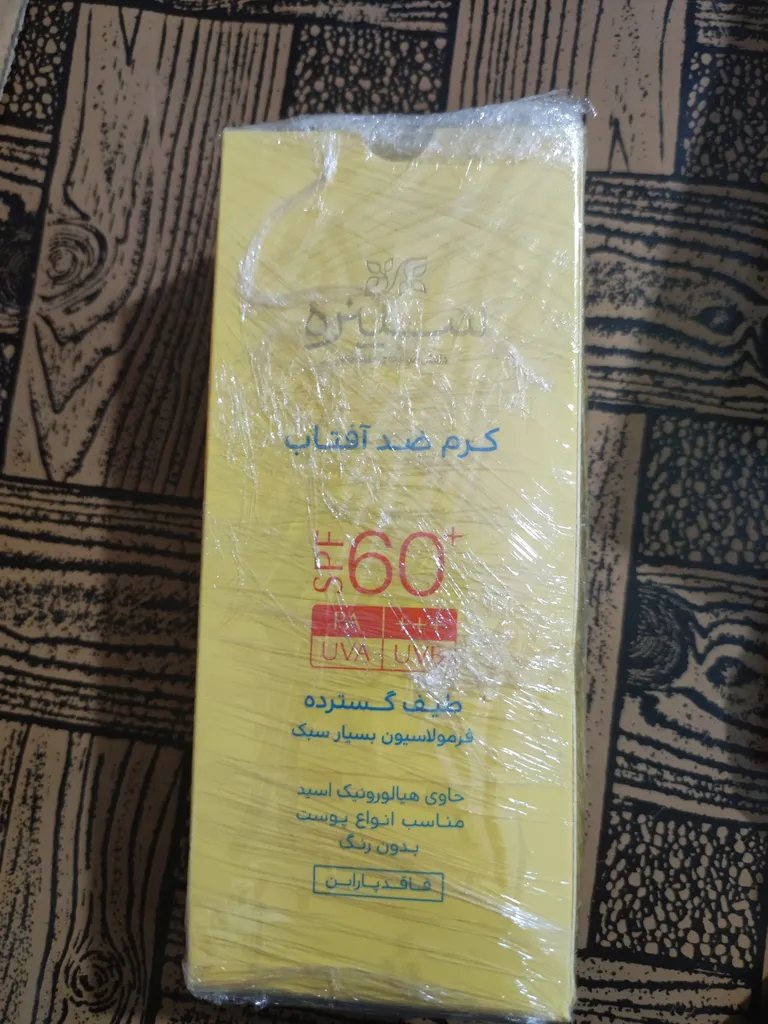 سینره
کرم ضد آفتاب
SPF 60+
PA +++
UVA UVB
طیف گسترده
فرمولاسیون بسیار سبک
حاوی هیالورونیک اسید
مناسب انواع پوست
بدون رنگ
فاقد پارابن